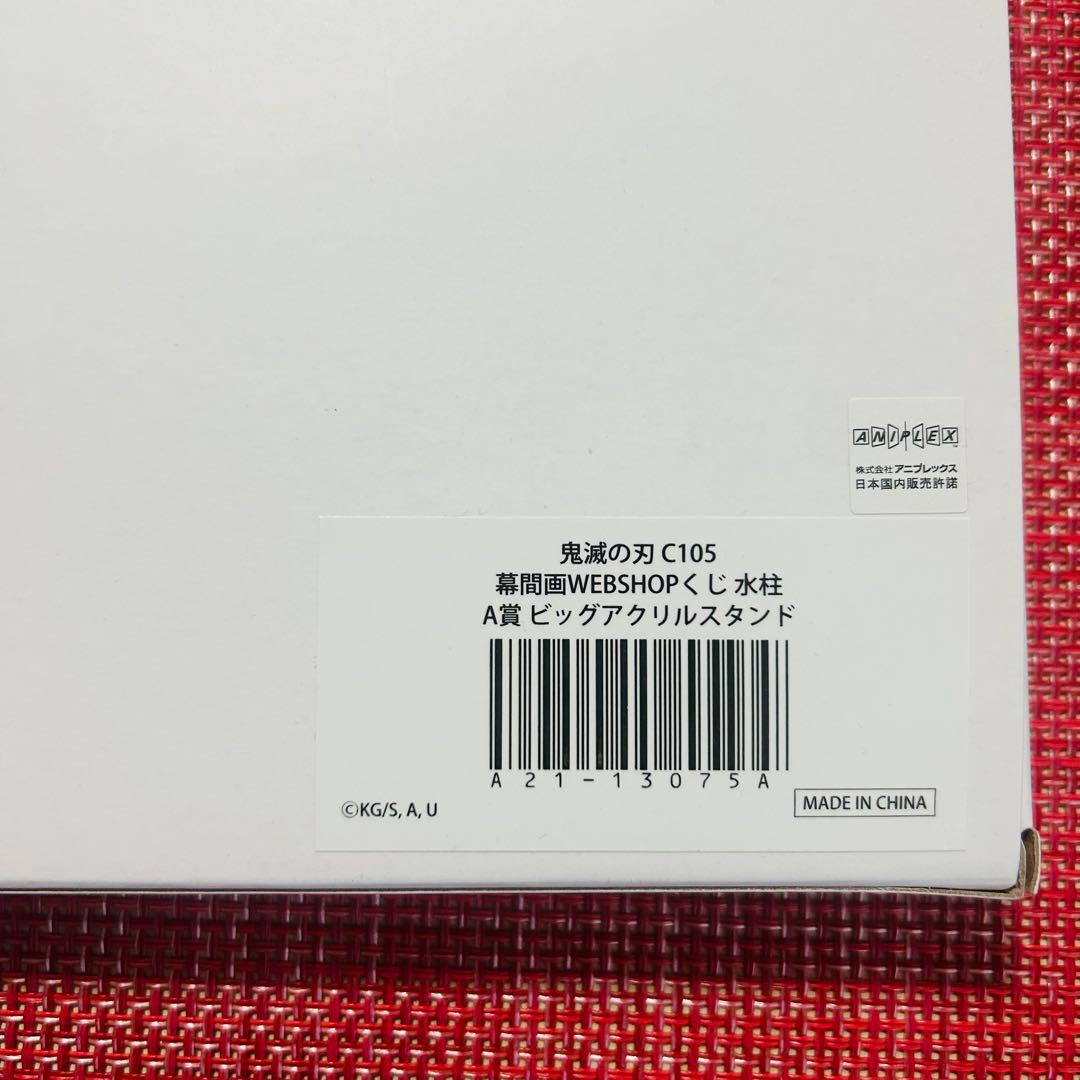 ANIPLEX™
株式会社アニプレックス
日本国内販売許諾
鬼滅の刃 C105
幕間画WEBSHOPくじ 水柱
A賞 ビッグアクリルスタンド
A21-13075A
©KG/S, A, U
MADE IN CHINA